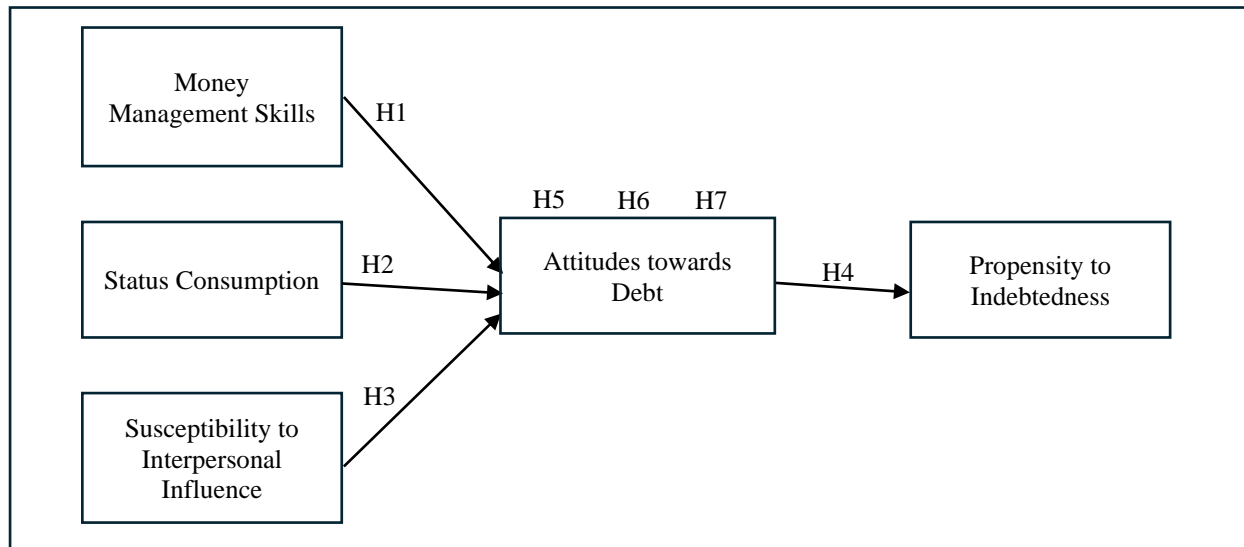 Money
Management Skills
H1
Status Consumption
H2
Susceptibility to
Interpersonal
Influence
H3
H5 H6 H7
Attitudes towards
Debt
H4
Propensity to
Indebtedness